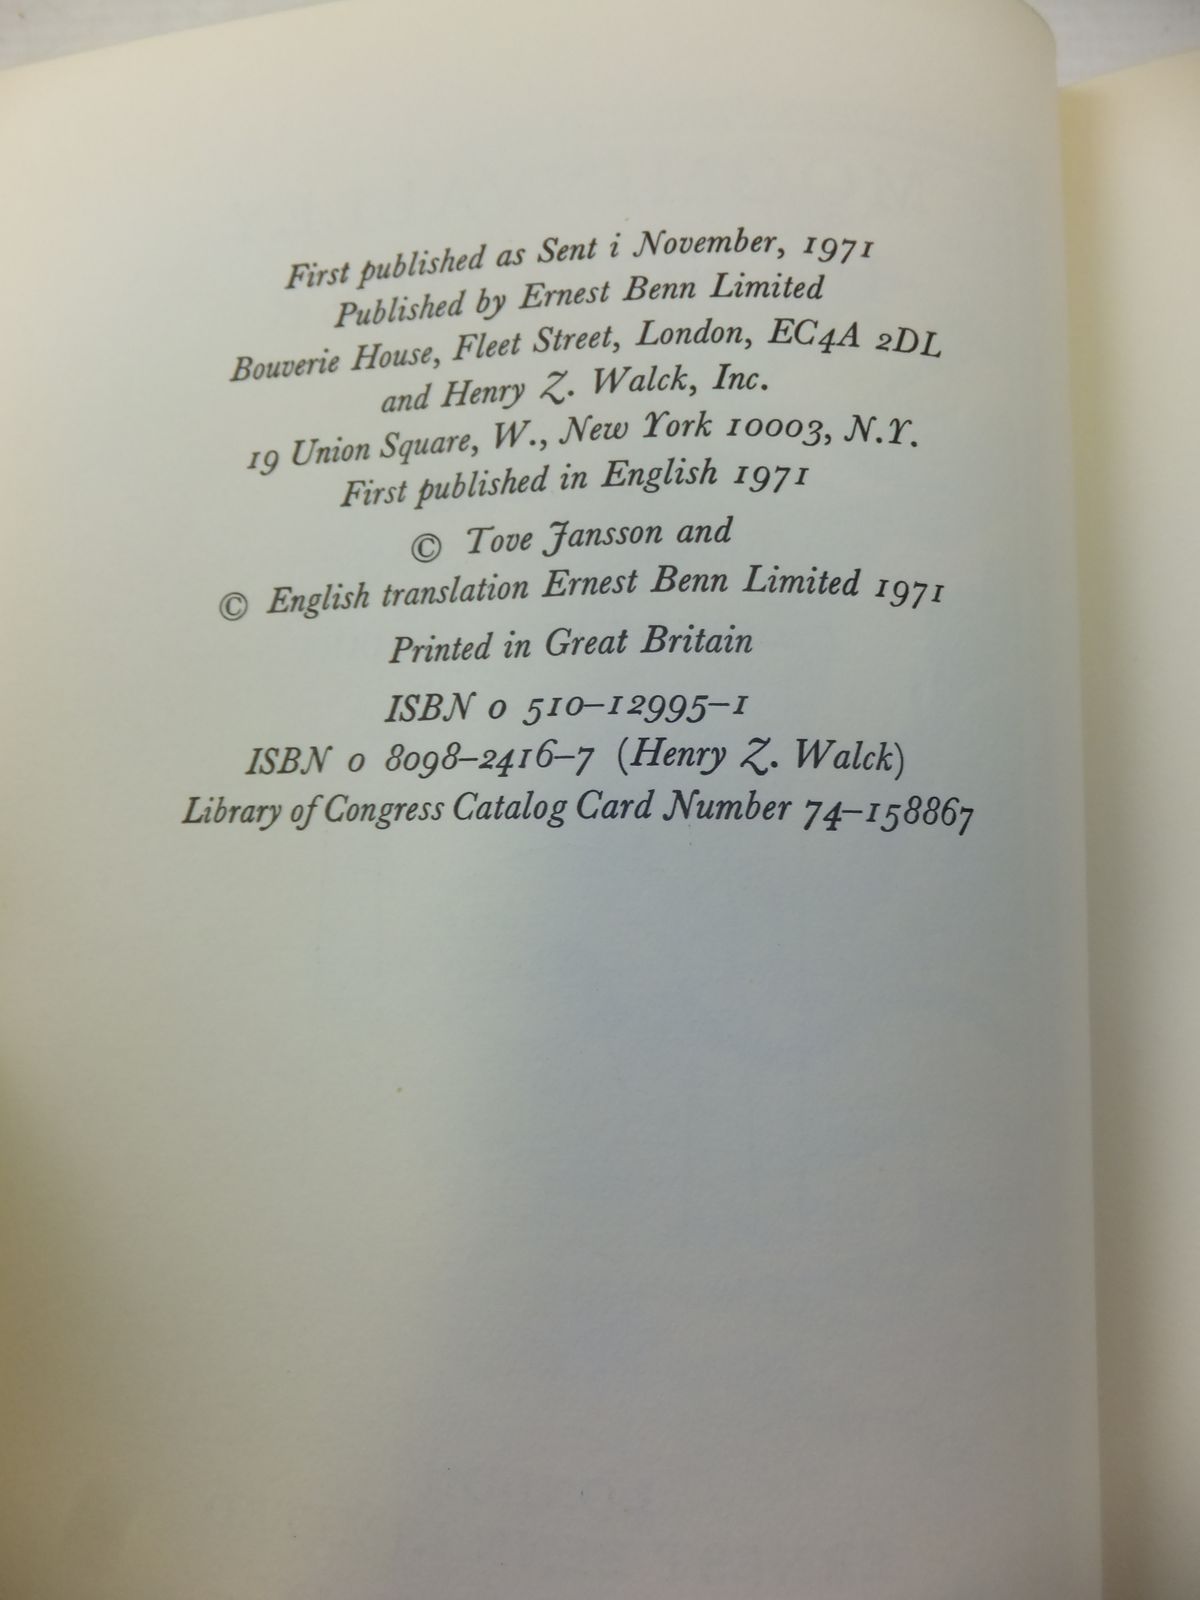 First published as Sent i November, 1971
Published by Ernest Benn Limited
Bouverie House, Fleet Street, London, EC4A 2DL
and Henry Z. Walck, Inc.
19 Union Square, W., New York 10003, N.Y.
First published in English 1971
© Tove Jansson and
© English translation Ernest Benn Limited 1971
Printed in Great Britain
ISBN 0 510–12995–1
ISBN 0 8098–2416–7 (Henry Z. Walck)
Library of Congress Catalog Card Number 74–158867